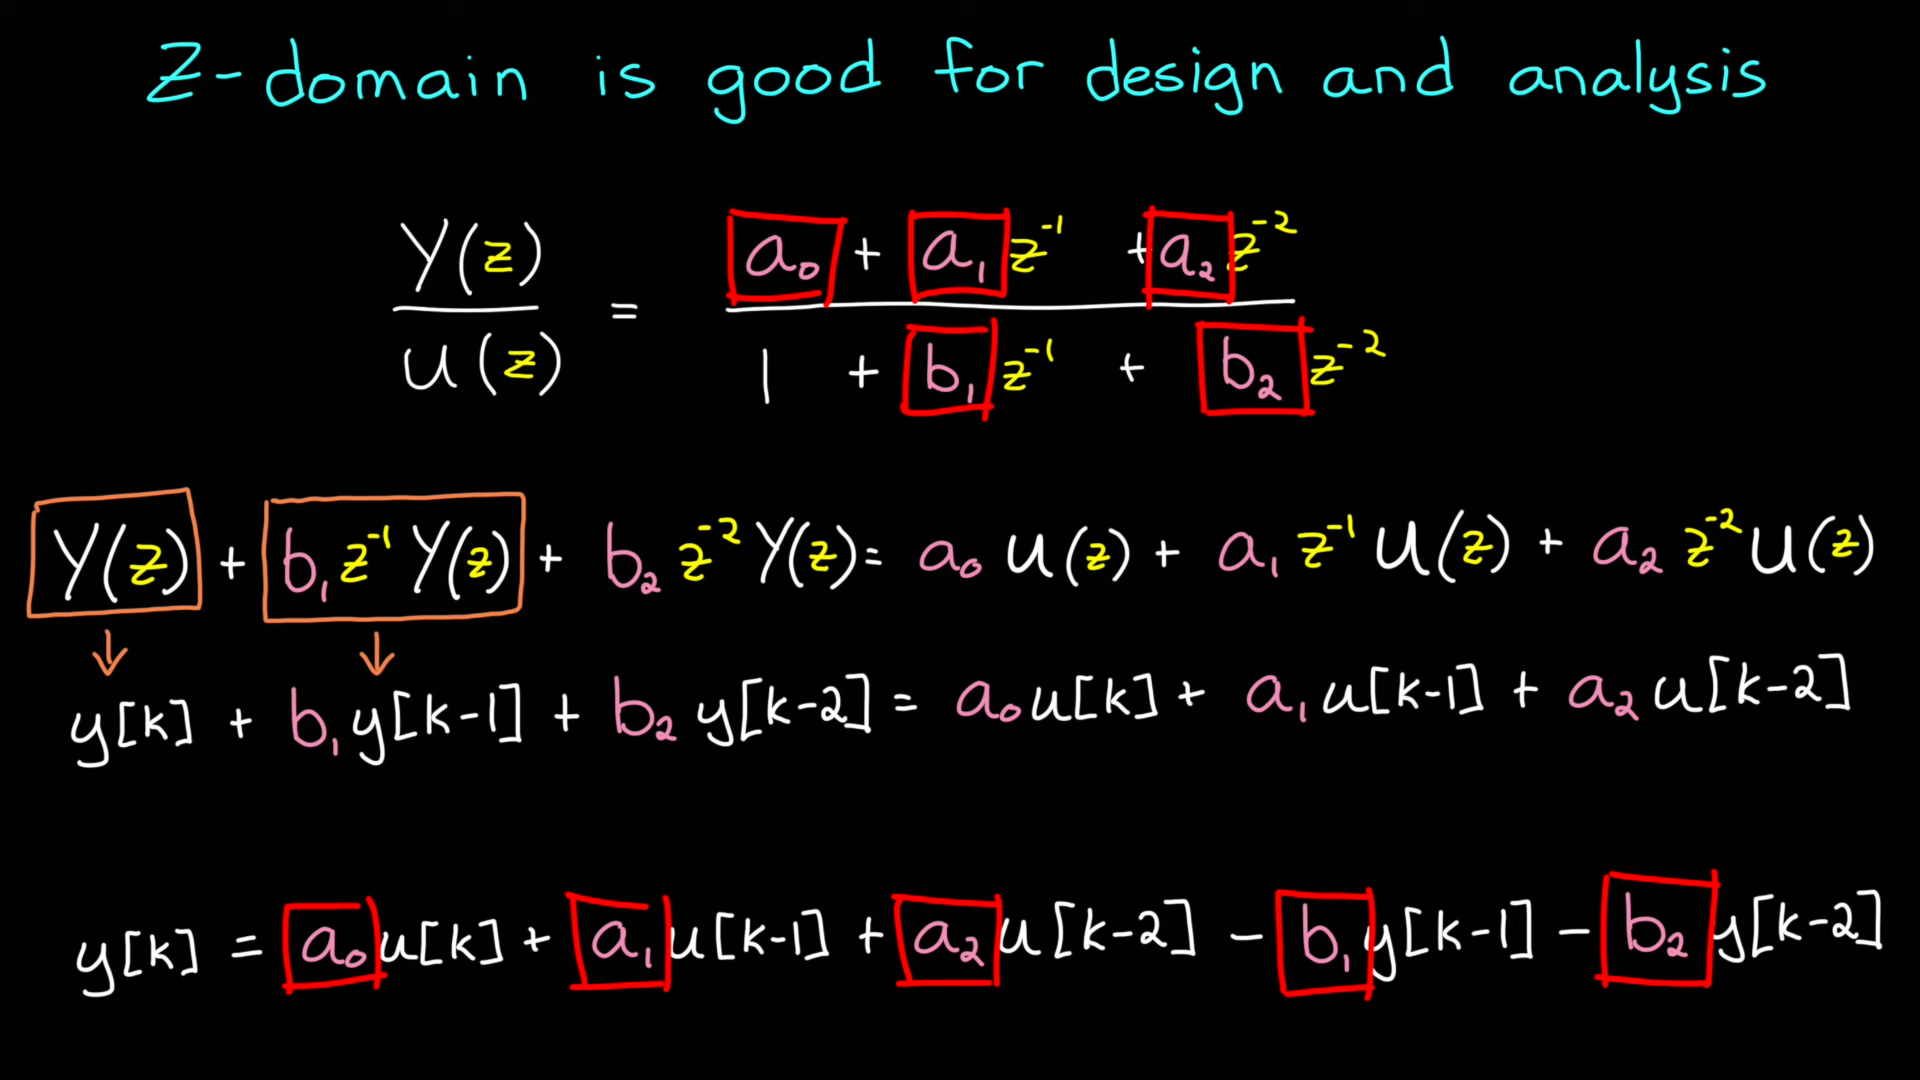 Z-domain is good for design and analysis
Y(z)/U(z) = (a₀ + a₁z⁻¹ + a₂z⁻²)/(1 + b₁z⁻¹ + b₂z⁻²)
Y(z) + b₁z⁻¹Y(z) + b₂z⁻²Y(z) = a₀U(z) + a₁z⁻¹U(z) + a₂z⁻²U(z)
y[k] + b₁y[k-1] + b₂y[k-2] = a₀u[k] + a₁u[k-1] + a₂u[k-2]
y[k] = a₀u[k] + a₁u[k-1] + a₂u[k-2] - b₁y[k-1] - b₂y[k-2]